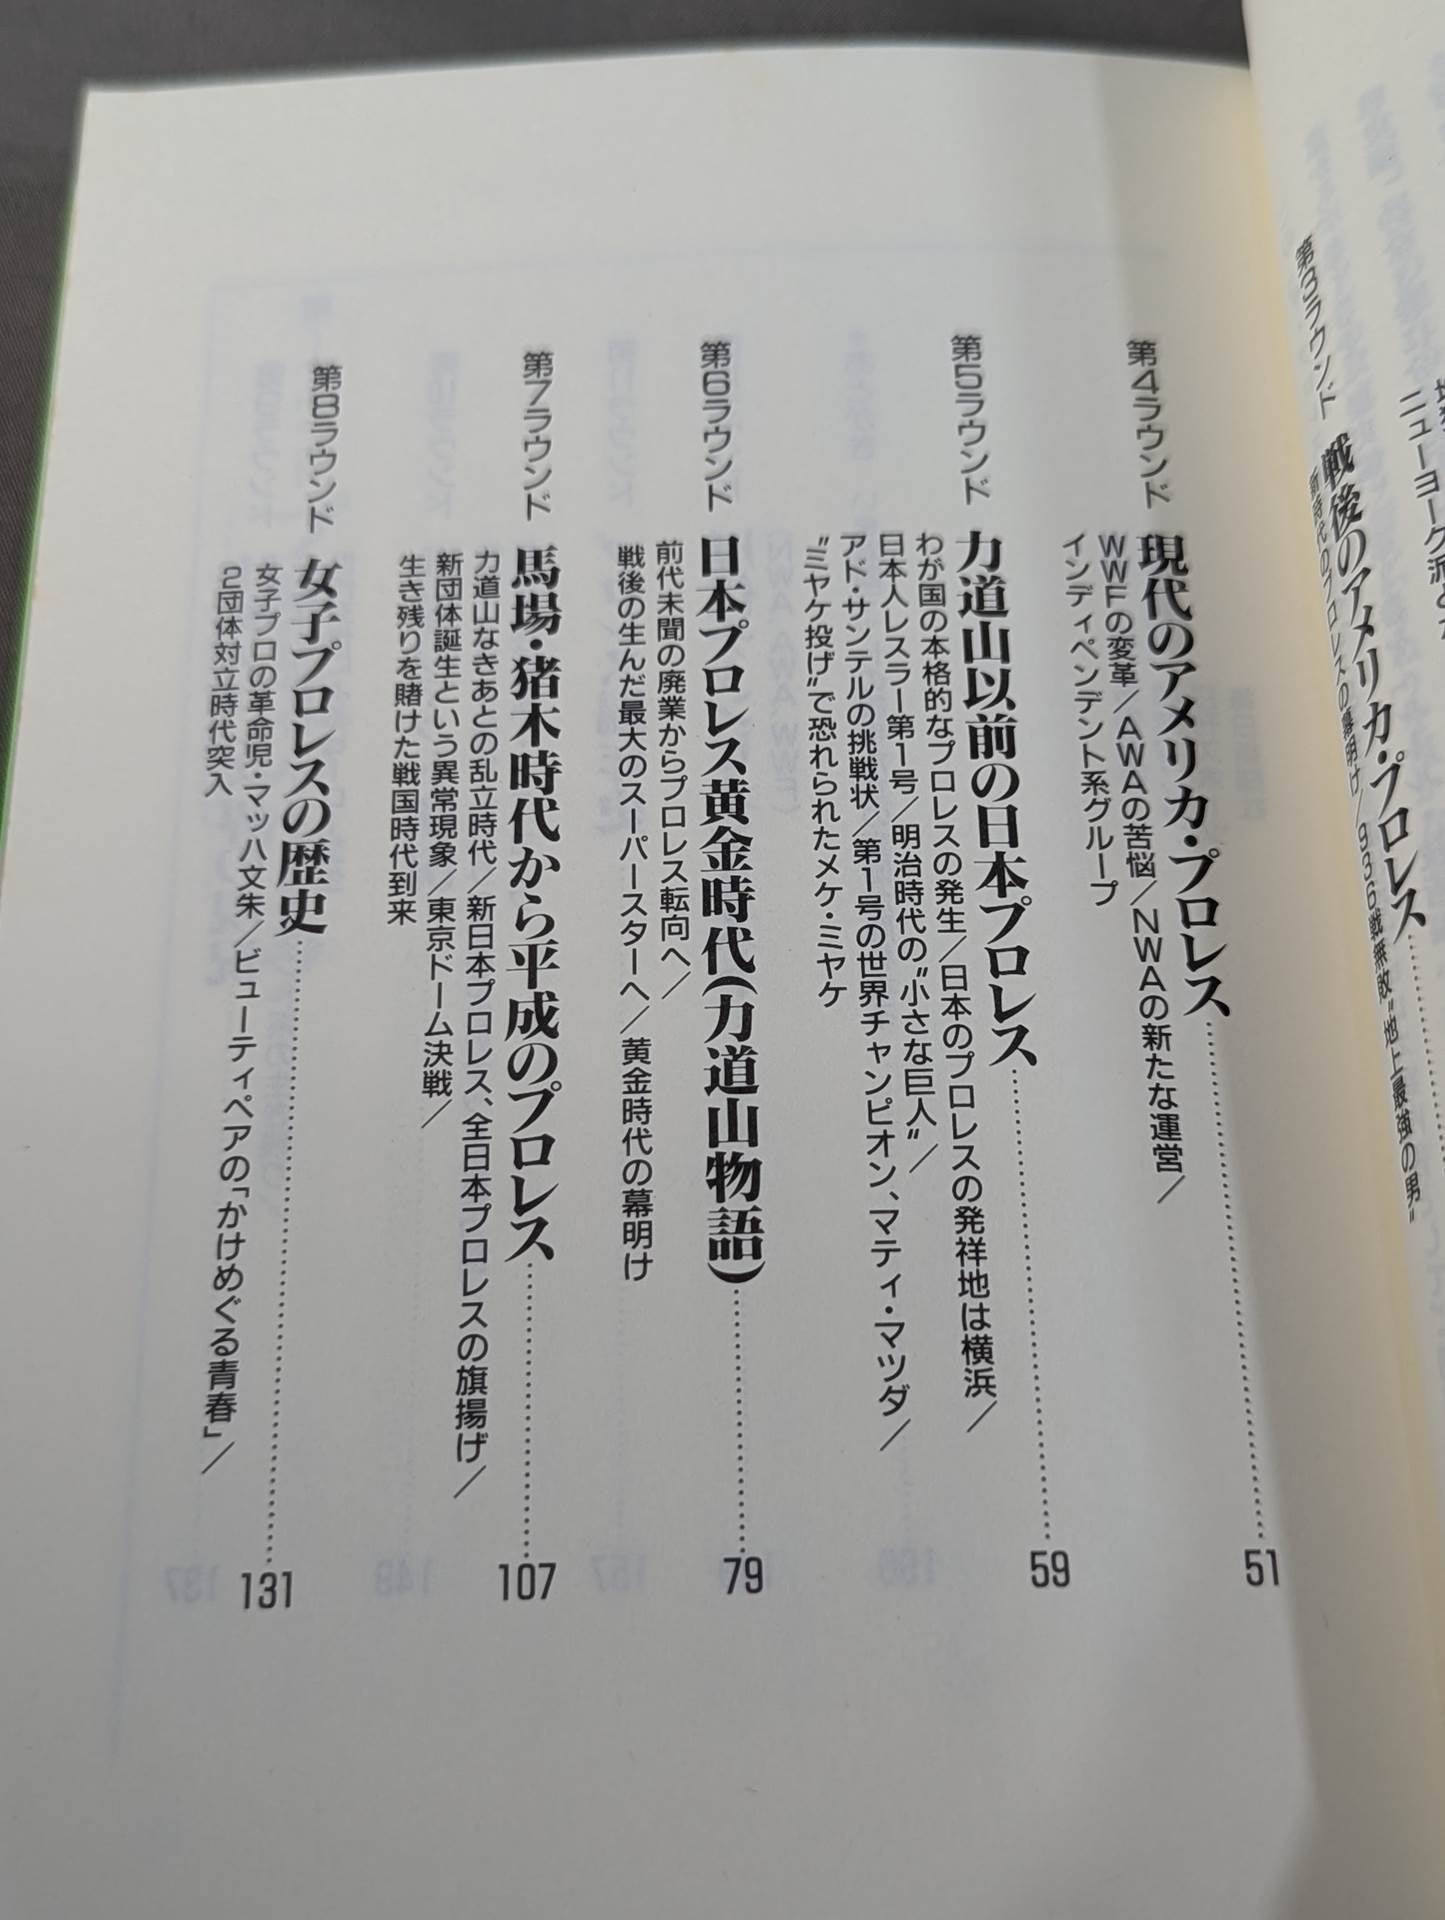 第3ラウンド 戦後のアメリカ・プロレス
新時代のプロレスの幕明け／936戦無敗“地上最強の男”
第4ラウンド 現代のアメリカ・プロレス 51
WWFの変革／AWAの苦悩／NWAの新たな運営／
インディペンデント系グループ
第5ラウンド 力道山以前の日本プロレス 59
わが国の本格的なプロレスの発生／日本のプロレスの発祥地は横浜／
日本人レスラー第1号／明治時代の“小さな巨人”／
アド・サンテルの挑戦状／第1号の世界チャンピオン、マティ・マツダ／
“ミヤケ投げ”で恐れられたメケ・ミヤケ
第6ラウンド 日本プロレス黄金時代(力道山物語) 79
前代未聞の廃業からプロレス転向へ／
戦後の生んだ最大のスーパースターへ／黄金時代の幕明け
第7ラウンド 馬場・猪木時代から平成のプロレス 107
力道山なきあとの乱立時代／新日本プロレス、全日本プロレスの旗揚げ／
新団体誕生という異常現象／東京ドーム決戦／
生き残りを賭けた戦国時代到来
第8ラウンド 女子プロレスの歴史 131
女子プロの革命児・マッハ文朱／ビューティペアの「かけめぐる青春」／
2団体対立時代突入